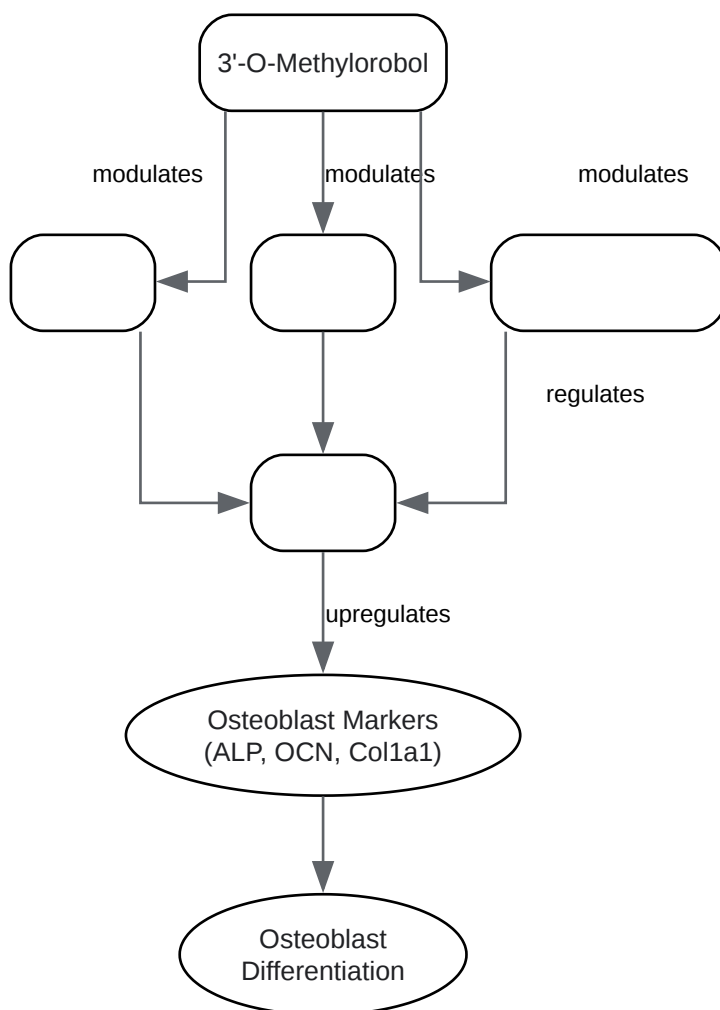 3'-O-Methylorobol
modulates
modulates
modulates
regulates
upregulates
Osteoblast Markers
(ALP, OCN, Col1a1)
Osteoblast
Differentiation